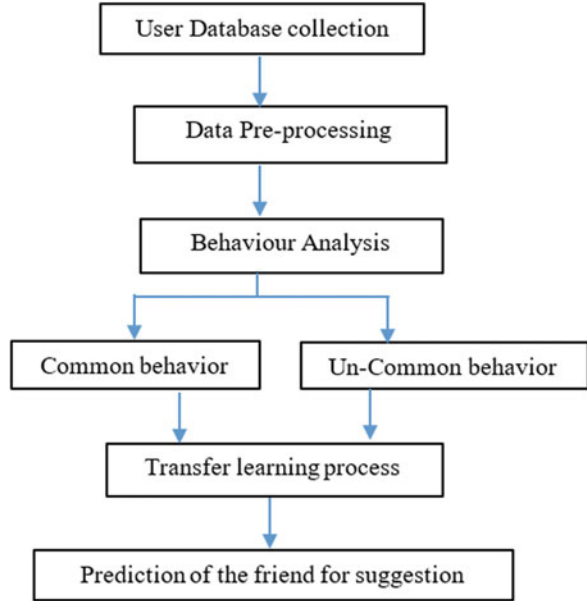 User Database collection
Data Pre-processing
Behaviour Analysis
Common behavior
Un-Common behavior
Transfer learning process
Prediction of the friend for suggestion